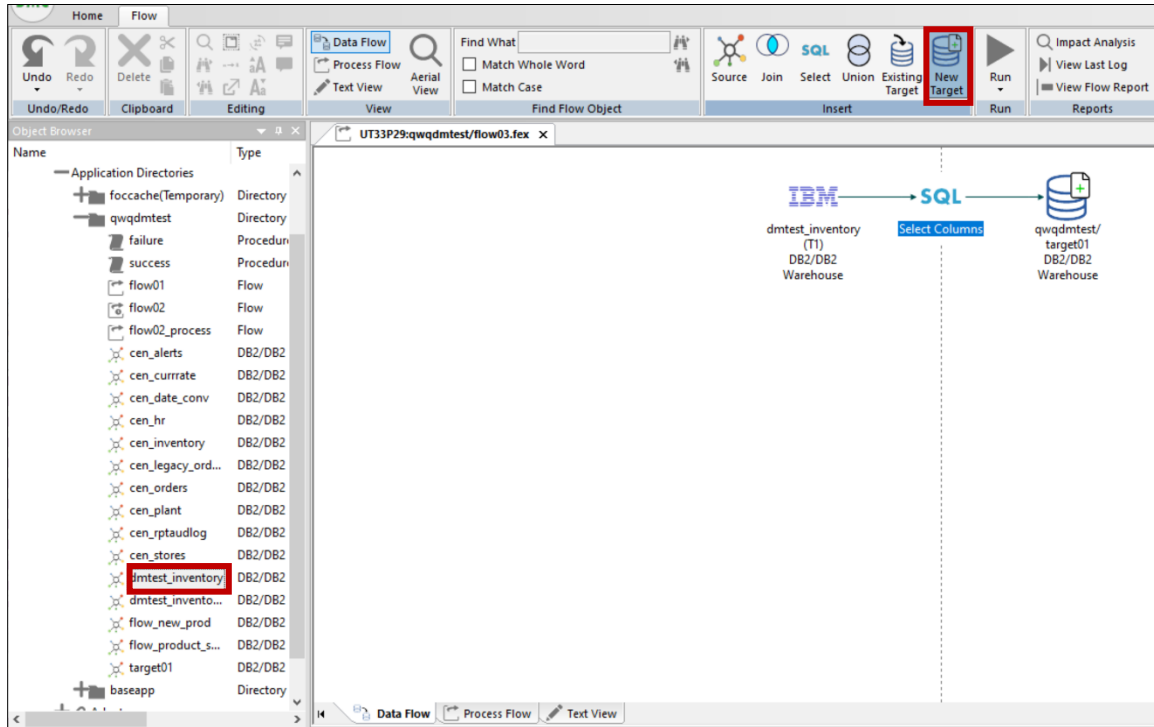 Home Flow
Undo Redo Delete Data Flow Process Flow Text View Aerial View Find What Match Whole Word Match Case Source Join SQL Select Union Existing Target New Target Run Impact Analysis View Last Log View Flow Report
Undo/Redo Clipboard Editing View Find Flow Object Insert Run Reports
Object Browser
UT33P29:qwqdmtest/flow03.fex
Name Type
Application Directories
foccache(Temporary) Directory
qwqdmtest Directory
failure Procedur
success Procedur
flow01 Flow
flow02 Flow
flow02_process Flow
cen_alerts DB2/DB2
cen_currrate DB2/DB2
cen_date_conv DB2/DB2
cen_hr DB2/DB2
cen_inventory DB2/DB2
cen_legacy_ord... DB2/DB2
cen_orders DB2/DB2
cen_plant DB2/DB2
cen_rptaudlog DB2/DB2
cen_stores DB2/DB2
dmtest_inventory DB2/DB2
dmtest_invento... DB2/DB2
flow_new_prod DB2/DB2
flow_product_s... DB2/DB2
target01 DB2/DB2
baseapp Directory
IBM
dmtest_inventory
(T1)
DB2/DB2
Warehouse
SQL
Select Columns
qwqdmtest/
target01
DB2/DB2
Warehouse
Data Flow Process Flow Text View